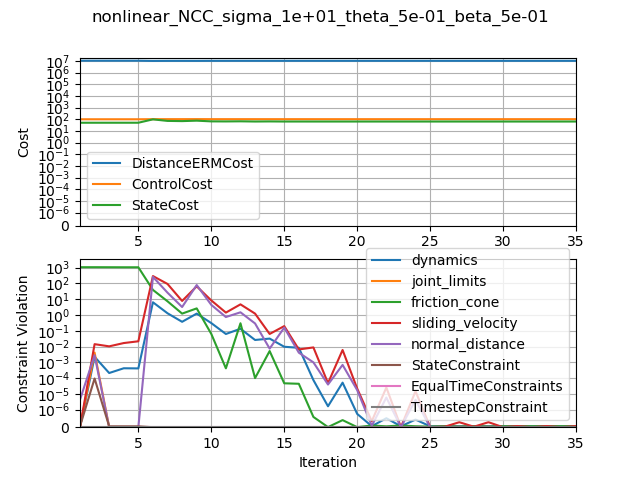 nonlinear_NCC_sigma_1e+01_theta_5e-01_beta_5e-01
10^7
10^6
10^5
10^4
10^3
10^2
10^1
10^0
10^-1
10^-2
10^-3
10^-4
10^-5
10^-6
0
Cost
DistanceERMCost
ControlCost
StateCost
5 10 15 20 25 30 35
10^3
10^2
10^1
10^0
10^-1
10^-2
10^-3
10^-4
10^-5
10^-6
0
Constraint Violation
dynamics
joint_limits
friction_cone
sliding_velocity
normal_distance
StateConstraint
EqualTimeConstraints
TimestepConstraint
5 10 15 20 25 30 35
Iteration